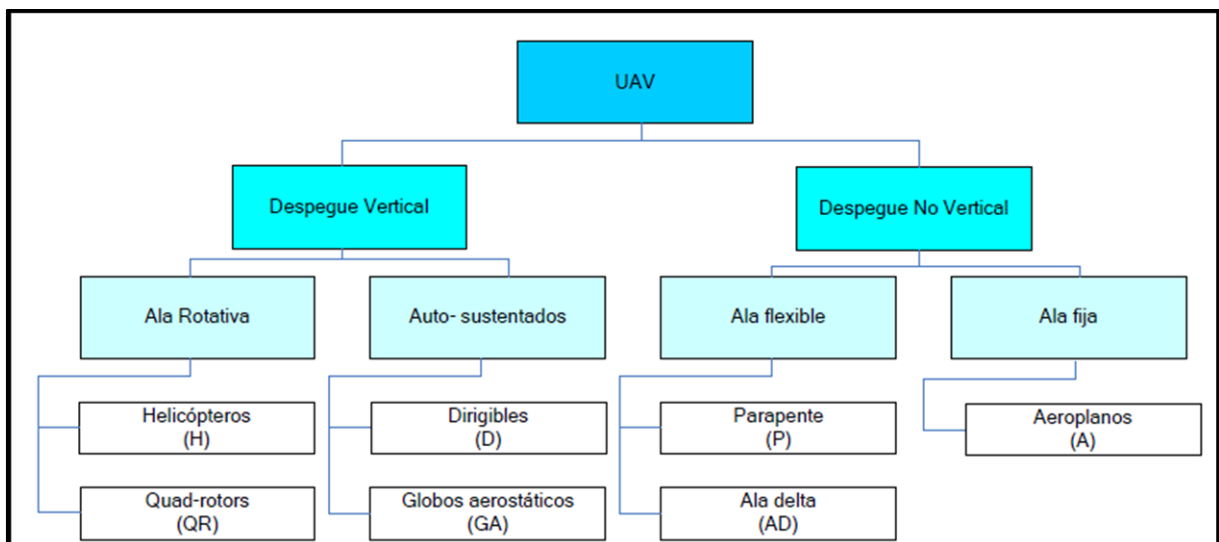 UAV
Despegue Vertical
Despegue No Vertical
Ala Rotativa
Auto- sustentados
Ala flexible
Ala fija
Helicópteros
(H)
Dirigibles
(D)
Parapente
(P)
Aeroplanos
(A)
Quad-rotors
(QR)
Globos aerostáticos
(GA)
Ala delta
(AD)